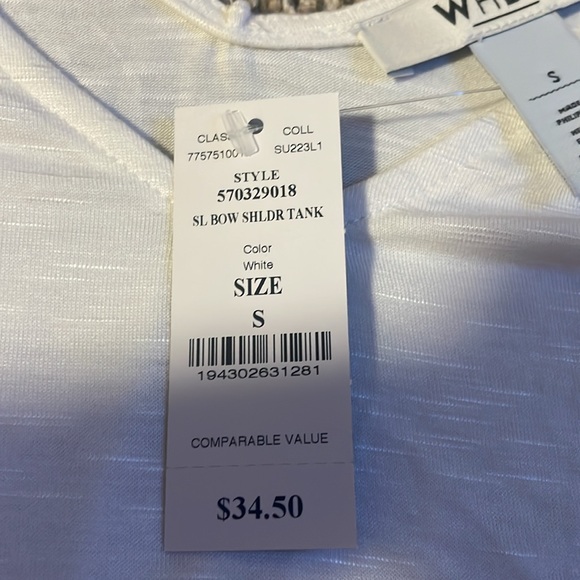 S
CLASS COLL
SU223L1
STYLE
570329018
SL BOW SHLDR TANK
Color
White
SIZE
S
194302631281
COMPARABLE VALUE
$34.50